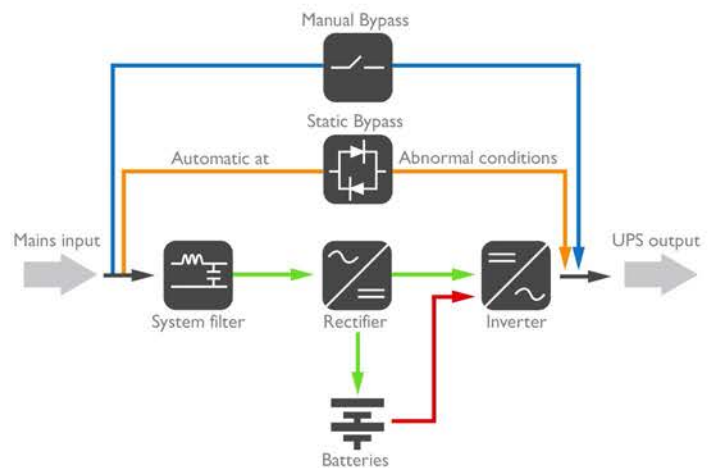 Manual Bypass
Static Bypass
Automatic at
Abnormal conditions
Mains input
UPS output
System filter
Rectifier
Inverter
Batteries